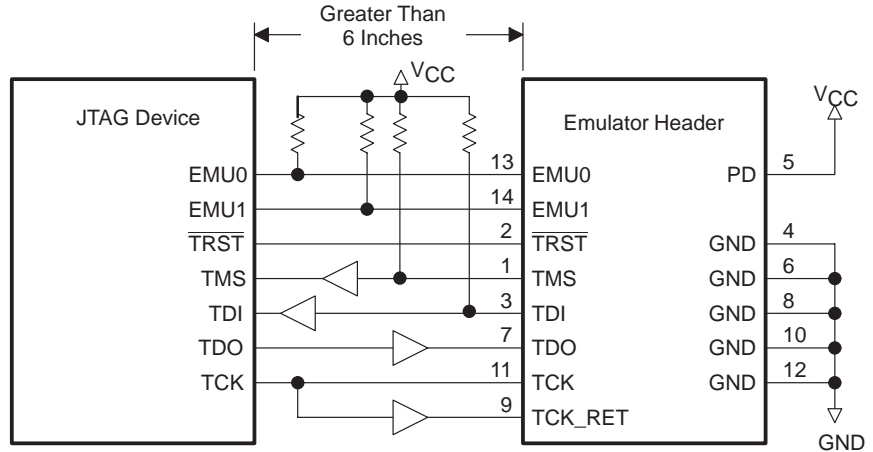 Greater Than
6 Inches
VCC
JTAG Device
Emulator Header
VCC
EMU0 13 EMU0 PD 5
EMU1 14 EMU1
TRST 2 TRST GND 4
TMS 1 TMS GND 6
TDI 3 TDI GND 8
TDO 7 TDO GND 10
TCK 11 TCK GND 12
9 TCK_RET
GND